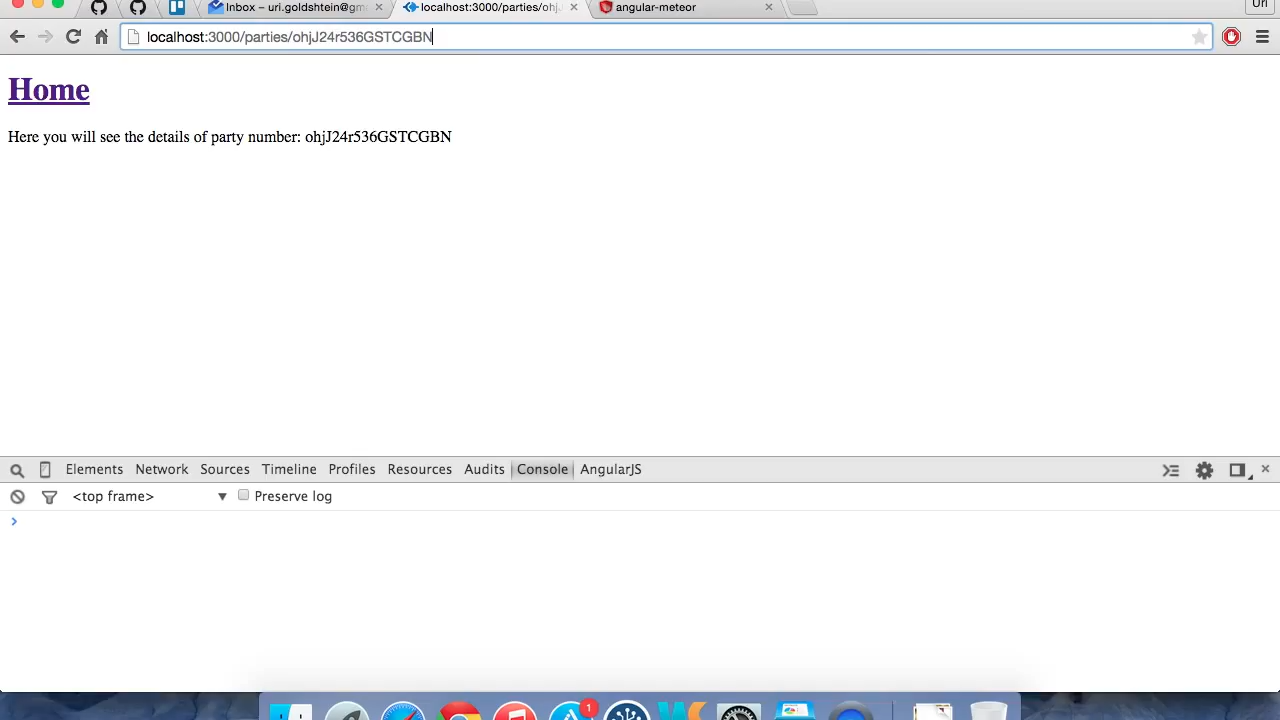 Inbox – uri.goldshtein@gm
localhost:3000/parties/ohj
angular-meteor
Uri
localhost:3000/parties/ohjJ24r536GSTCGBN
Home
Here you will see the details of party number: ohjJ24r536GSTCGBN
Elements Network Sources Timeline Profiles Resources Audits Console AngularJS
<top frame> Preserve log
1